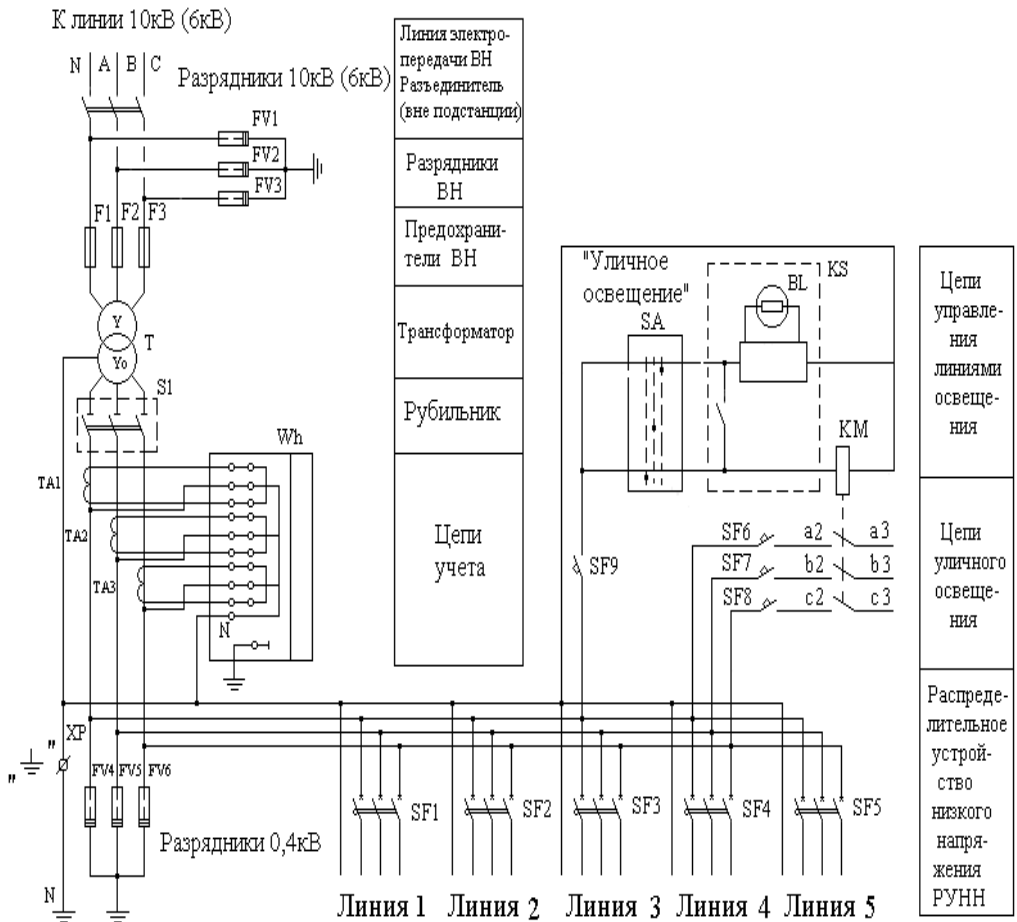 К линии 10кВ (6кВ)
N A B C
Разрядники 10кВ (6кВ)
FV1
FV2
FV3
F1 F2 F3
Y
Yo
T
S1
Wh
TA1
TA2
TA3
N
XP
" "
FV4 FV5 FV6
Разрядники 0,4кВ
N
Линия электро-
передачи ВН
Разъединитель
(вне подстанции)
Разрядники
ВН
Предохрани-
тели ВН
Трансформатор
Рубильник
Цепи
учета
"Уличное
освещение"
SA
BL
KS
KM
SF9
SF6 a2 a3
SF7 b2 b3
SF8 c2 c3
SF1
SF2
SF3
SF4
SF5
Линия 1
Линия 2
Линия 3
Линия 4
Линия 5
Цепи
управле-
ния
линиями
освеще-
ния
Цепи
уличного
освеще-
ния
Распреде-
лительное
устрой-
ство
низкого
напря-
жения
РУНН